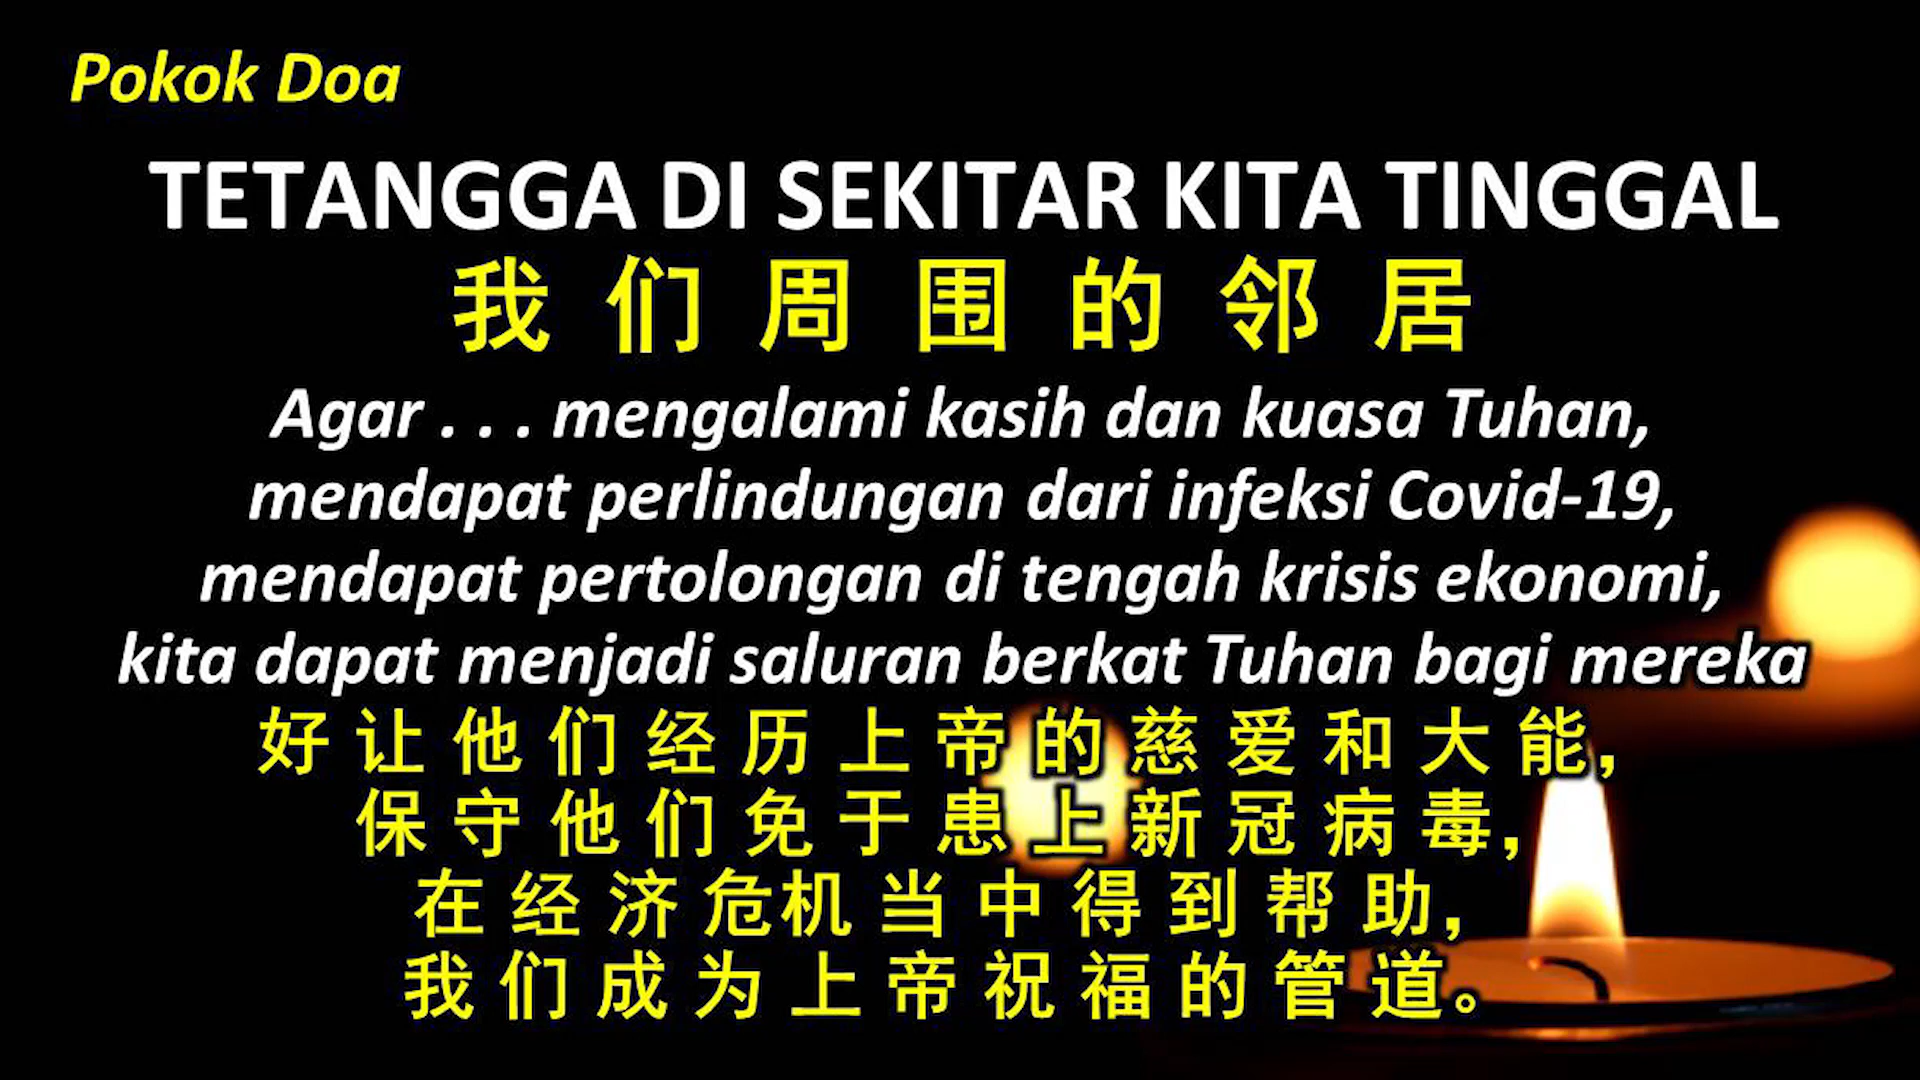 Pokok Doa
TETANGGA DI SEKITAR KITA TINGGAL
我们周围的邻居
Agar . . . mengalami kasih dan kuasa Tuhan,
mendapat perlindungan dari infeksi Covid-19,
mendapat pertolongan di tengah krisis ekonomi,
kita dapat menjadi saluran berkat Tuhan bagi mereka
好让他们经历上帝的慈爱和大能,
保守他们免于患上新冠病毒,
在经济危机当中得到帮助,
我们成为上帝祝福的管道。